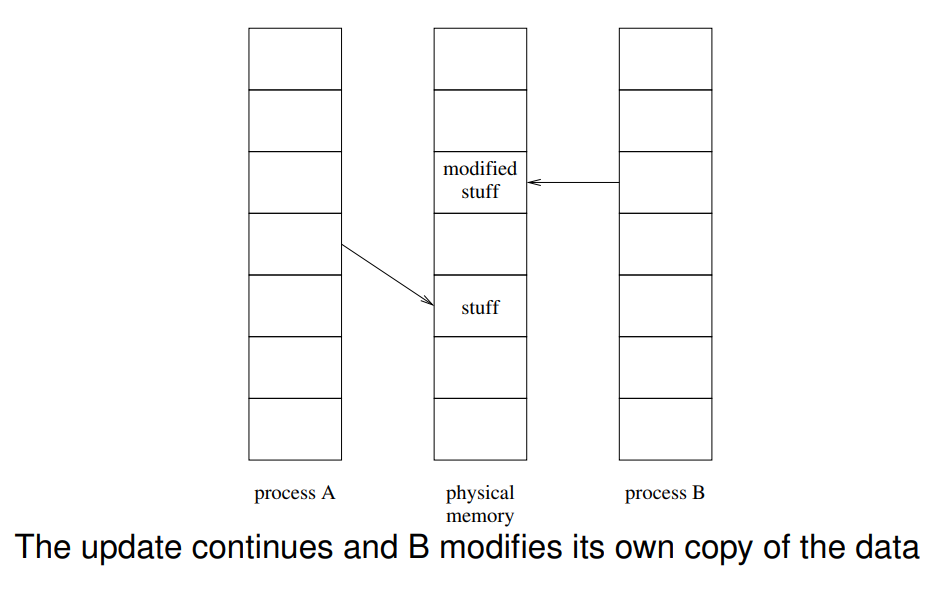 modified
stuff
stuff
process A
physical
memory
process B
The update continues and B modifies its own copy of the data